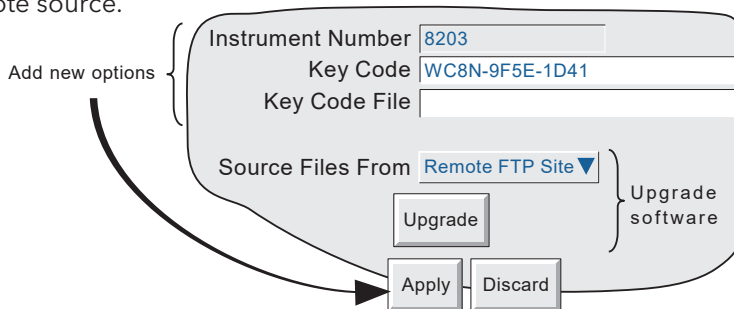 ote source.
Instrument Number 8203
Add new options
Key Code WC8N-9F5E-1D41
Key Code File
Source Files From Remote FTP Site
Upgrade
software
Upgrade
Apply Discard